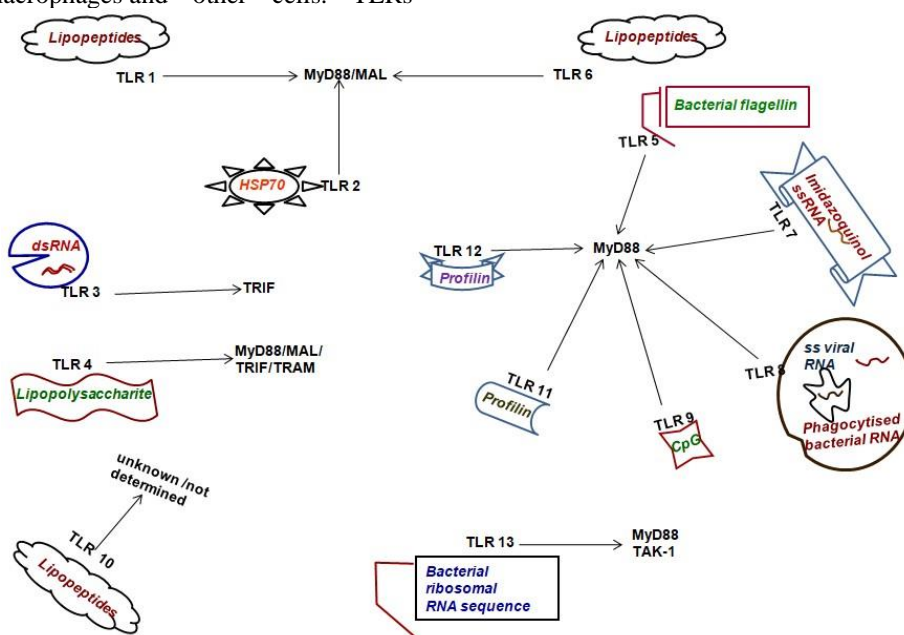 other cells. TLRs
Lipopeptides
Lipopeptides
TLR 1
MyD88/MAL
TLR 6
Bacterial flagellin
TLR 5
HSP70
TLR 2
Imidazoquinol
ssRNA
TLR 7
dsRNA
TLR 12
MyD88
Profilin
TLR 3
TRIF
MyD88/MAL/
TRIF/TRAM
TLR 4
Lipopolysaccharite
ss viral
RNA
TLR 8
TLR 11
Profilin
TLR 9
CpG
Phagocytised
bacterial RNA
unknown /not
determined
TLR 10
Lipopeptides
TLR 13
MyD88
TAK-1
Bacterial
ribosomal
RNA sequence